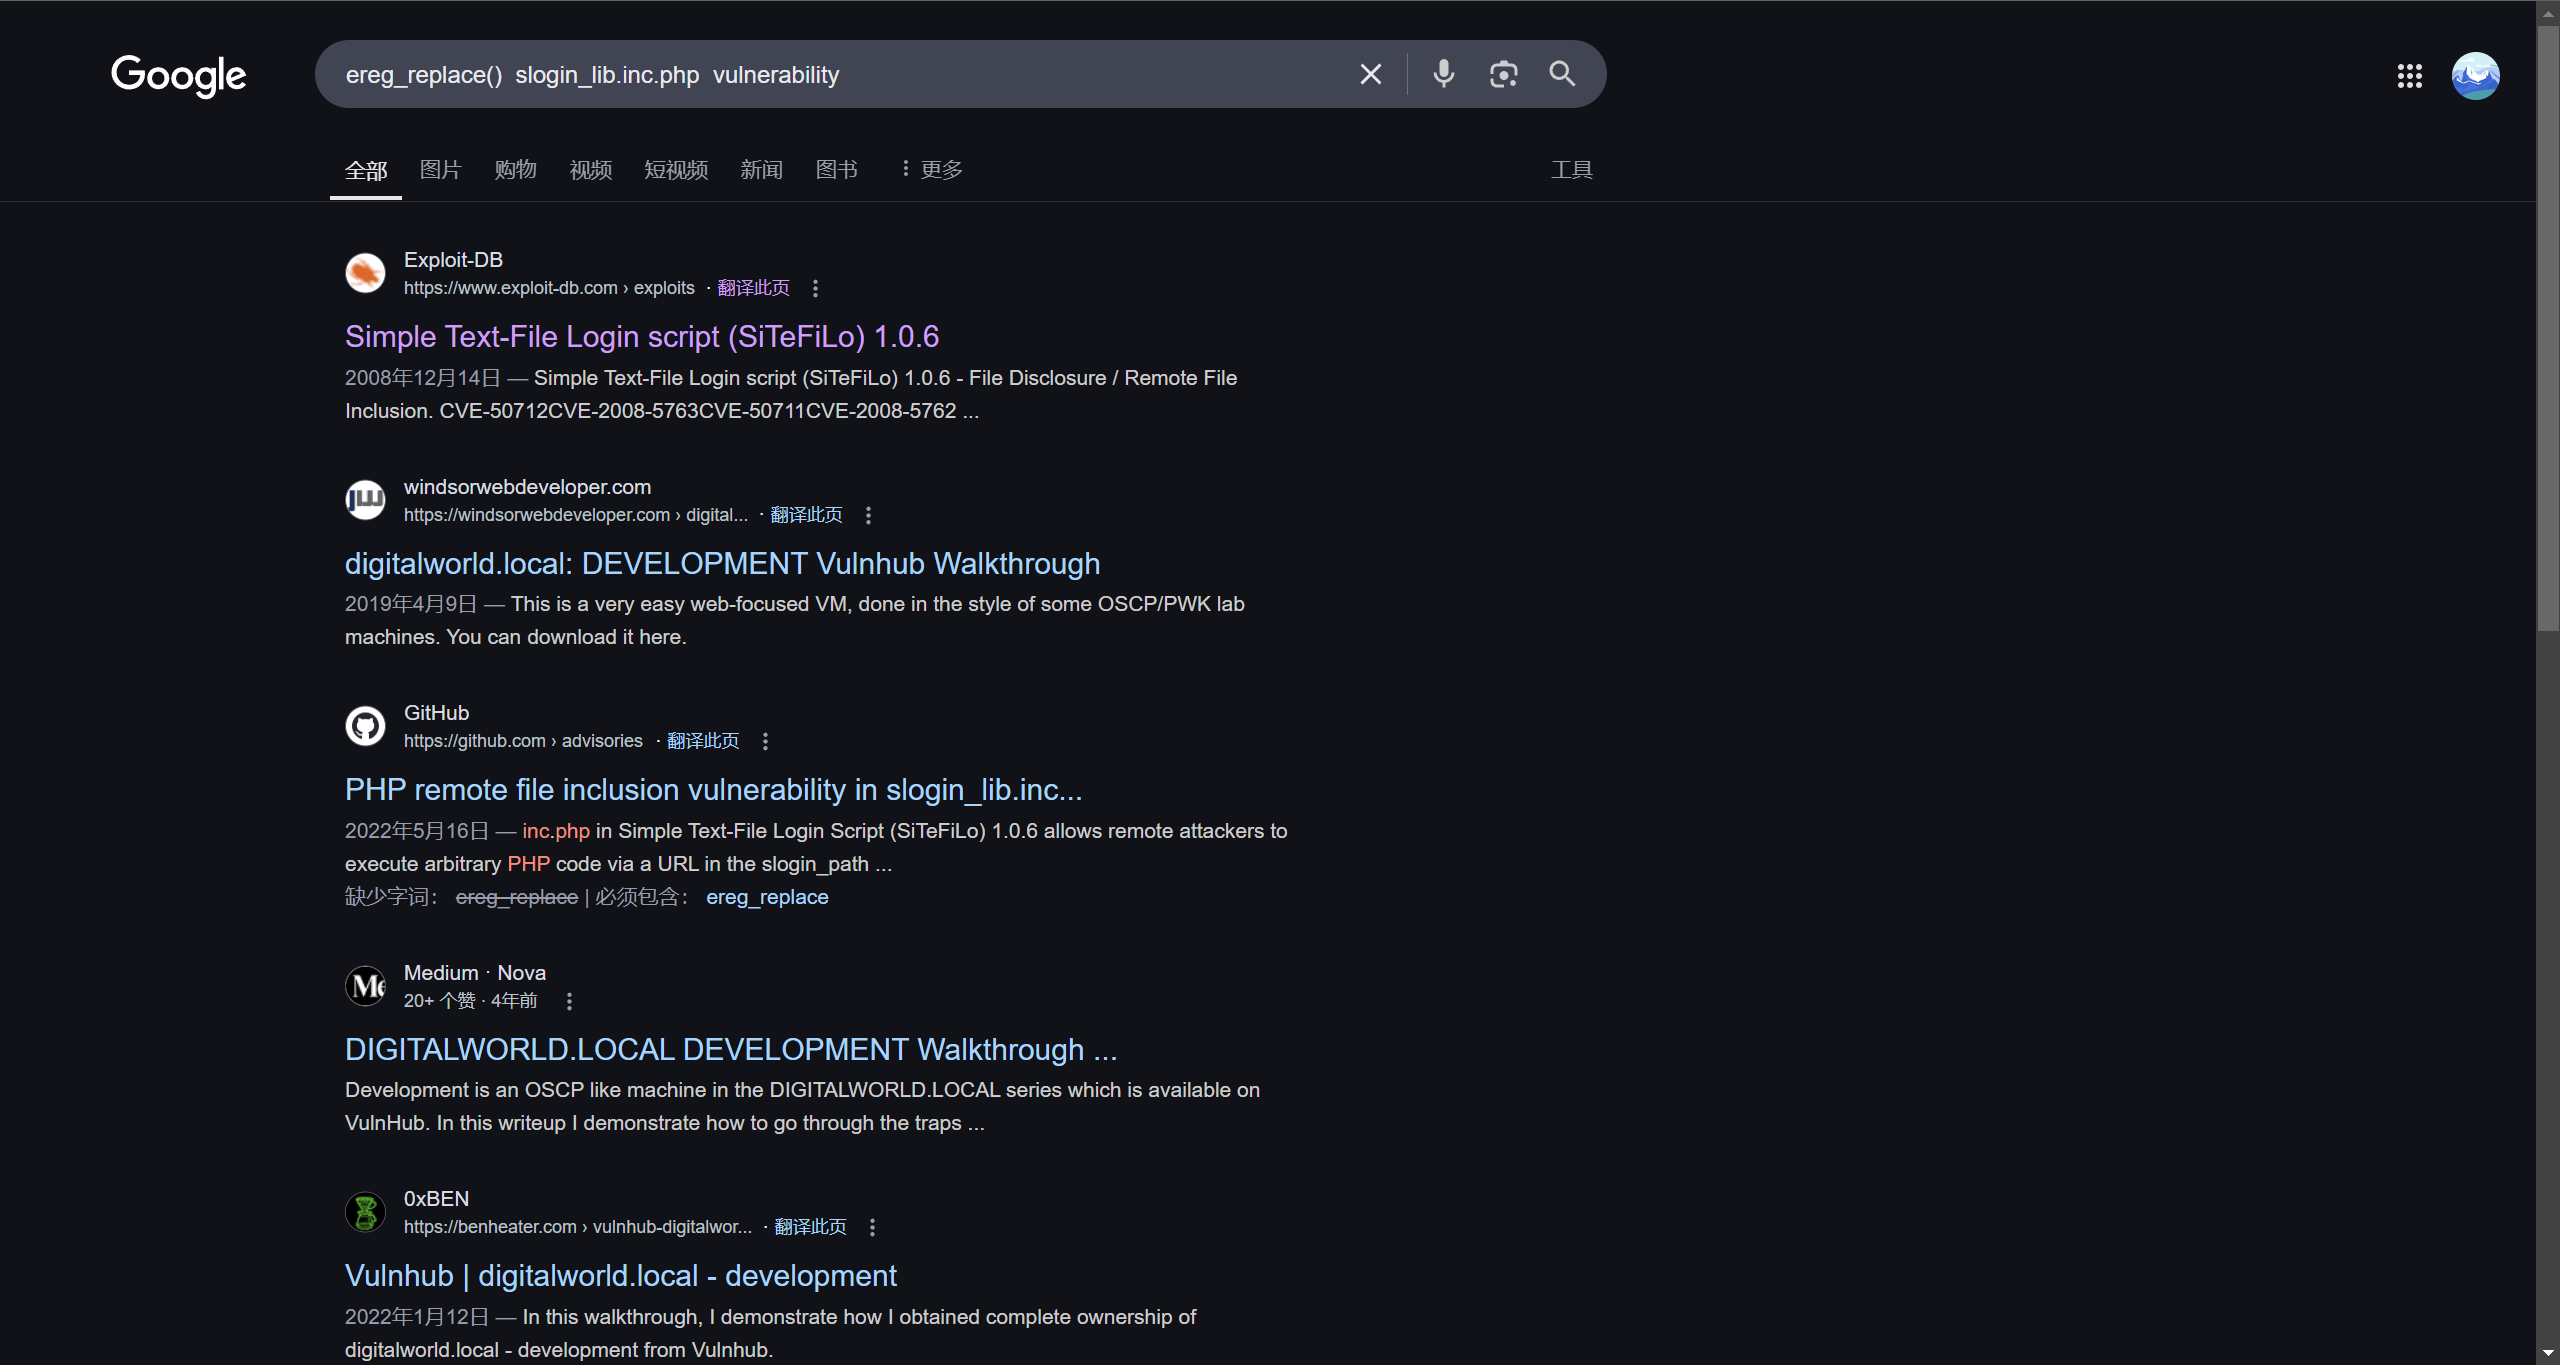 Google
ereg_replace()  slogin_lib.inc.php  vulnerability
全部
图片
购物
视频
短视频
新闻
图书
更多
工具
Exploit-DB
https://www.exploit-db.com › exploits · 翻译此页
Simple Text-File Login script (SiTeFiLo) 1.0.6
2008年12月14日 — Simple Text-File Login script (SiTeFiLo) 1.0.6 - File Disclosure / Remote File
Inclusion. CVE-50712CVE-2008-5763CVE-50711CVE-2008-5762 ...
windsorwebdeveloper.com
https://windsorwebdeveloper.com › digital... · 翻译此页
digitalworld.local: DEVELOPMENT Vulnhub Walkthrough
2019年4月9日 — This is a very easy web-focused VM, done in the style of some OSCP/PWK lab
machines. You can download it here.
GitHub
https://github.com › advisories · 翻译此页
PHP remote file inclusion vulnerability in slogin_lib.inc...
2022年5月16日 — inc.php in Simple Text-File Login Script (SiTeFiLo) 1.0.6 allows remote attackers to
execute arbitrary PHP code via a URL in the slogin_path ...
缺少字词： ereg_replace | 必须包含： ereg_replace
Me
Medium · Nova
20+ 个赞 · 4年前
DIGITALWORLD.LOCAL DEVELOPMENT Walkthrough ...
Development is an OSCP like machine in the DIGITALWORLD.LOCAL series which is available on
VulnHub. In this writeup I demonstrate how to go through the traps ...
0xBEN
https://benheater.com › vulnhub-digitalwor... · 翻译此页
Vulnhub | digitalworld.local - development
2022年1月12日 — In this walkthrough, I demonstrate how I obtained complete ownership of
digitalworld.local - development from Vulnhub.